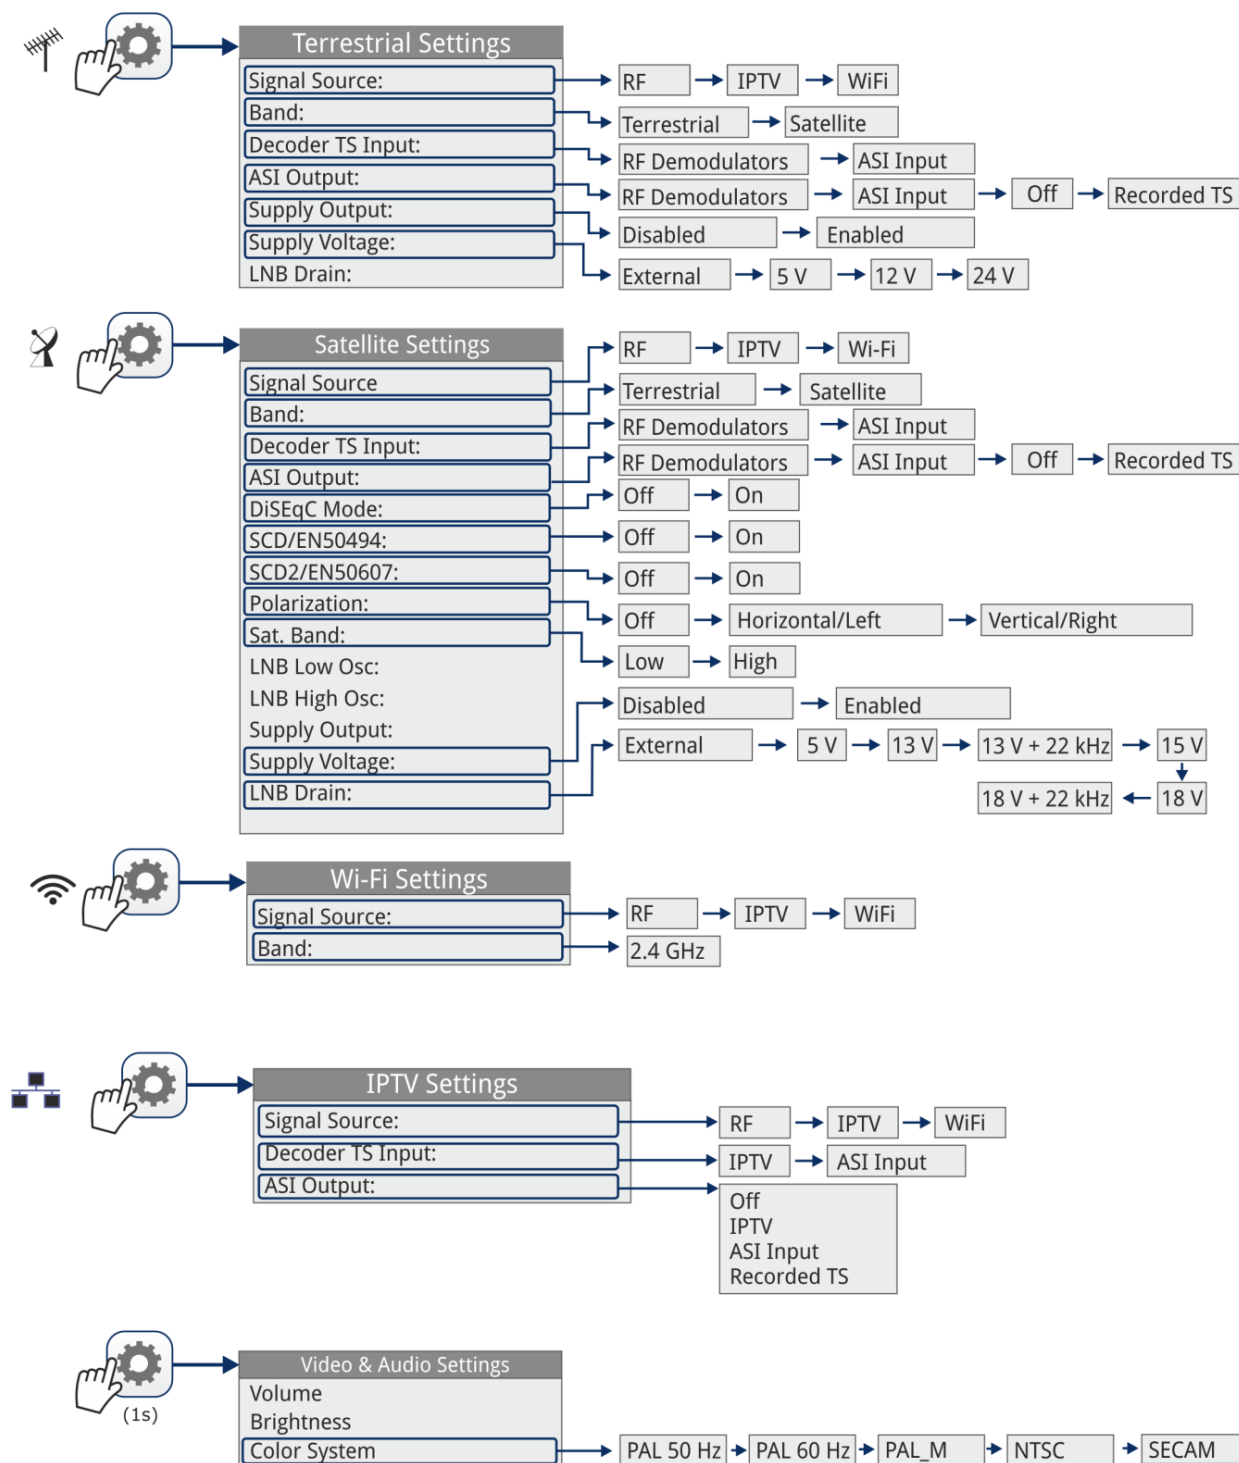 Terrestrial Settings
Signal Source:
RF
IPTV
WiFi
Band:
Terrestrial
Satellite
Decoder TS Input:
RF Demodulators
ASI Input
ASI Output:
RF Demodulators
ASI Input
Off
Recorded TS
Supply Output:
Disabled
Enabled
Supply Voltage:
External
5 V
12 V
24 V
LNB Drain:
Satellite Settings
Signal Source
RF
IPTV
Wi-Fi
Band:
Terrestrial
Satellite
Decoder TS Input:
RF Demodulators
ASI Input
ASI Output:
RF Demodulators
ASI Input
Off
Recorded TS
DiSEqC Mode:
Off
On
SCD/EN50494:
Off
On
SCD2/EN50607:
Off
On
Polarization:
Off
Horizontal/Left
Vertical/Right
Sat. Band:
Low
High
LNB Low Osc:
LNB High Osc:
Supply Output:
Supply Voltage:
Disabled
Enabled
LNB Drain:
External
5 V
13 V
13 V + 22 kHz
15 V
18 V
18 V + 22 kHz
Wi-Fi Settings
Signal Source:
RF
IPTV
WiFi
Band:
2.4 GHz
IPTV Settings
Signal Source:
RF
IPTV
WiFi
Decoder TS Input:
IPTV
ASI Input
ASI Output:
Off
IPTV
ASI Input
Recorded TS
(1s)
Video & Audio Settings
Volume
Brightness
Color System
PAL 50 Hz
PAL 60 Hz
PAL_M
NTSC
SECAM